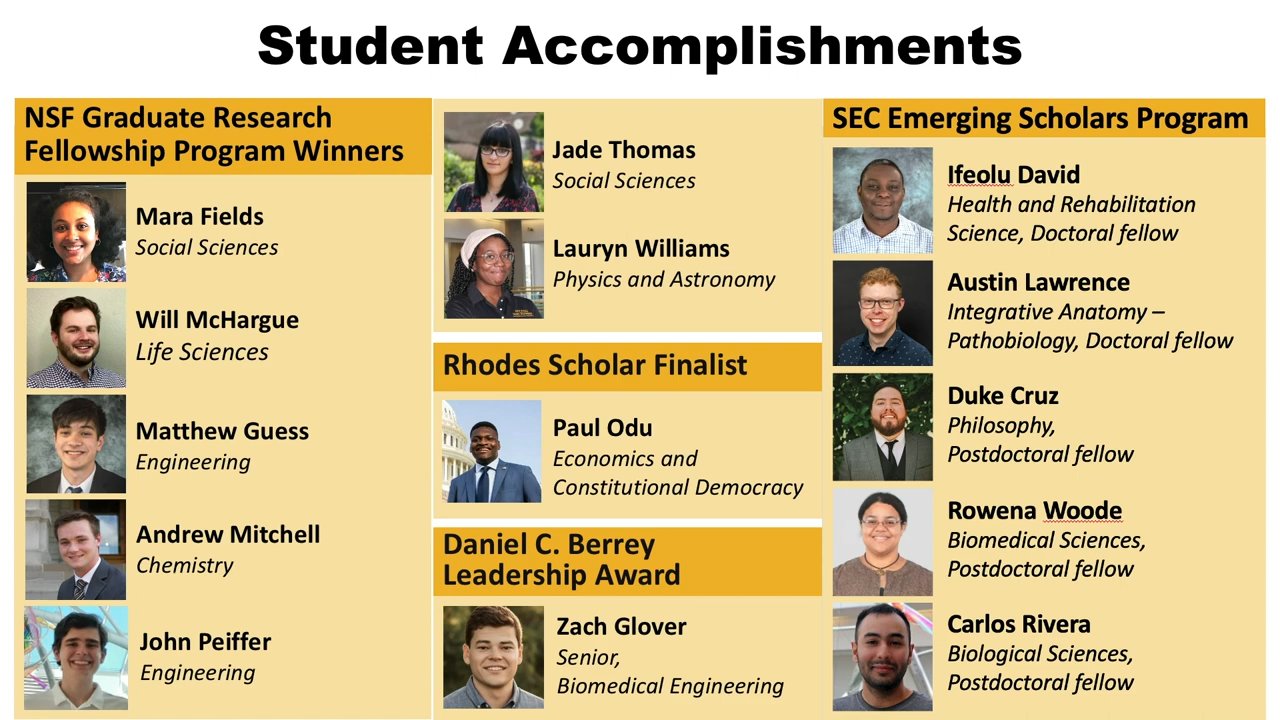 Student Accomplishments
NSF Graduate Research
Fellowship Program Winners
Mara Fields
Social Sciences
Will McHargue
Life Sciences
Matthew Guess
Engineering
Andrew Mitchell
Chemistry
John Peiffer
Engineering
Jade Thomas
Social Sciences
Lauryn Williams
Physics and Astronomy
Rhodes Scholar Finalist
Paul Odu
Economics and
Constitutional Democracy
Daniel C. Berrey
Leadership Award
Zach Glover
Senior,
Biomedical Engineering
SEC Emerging Scholars Program
Ifeolu David
Health and Rehabilitation
Science, Doctoral fellow
Austin Lawrence
Integrative Anatomy –
Pathobiology, Doctoral fellow
Duke Cruz
Philosophy,
Postdoctoral fellow
Rowena Woode
Biomedical Sciences,
Postdoctoral fellow
Carlos Rivera
Biological Sciences,
Postdoctoral fellow